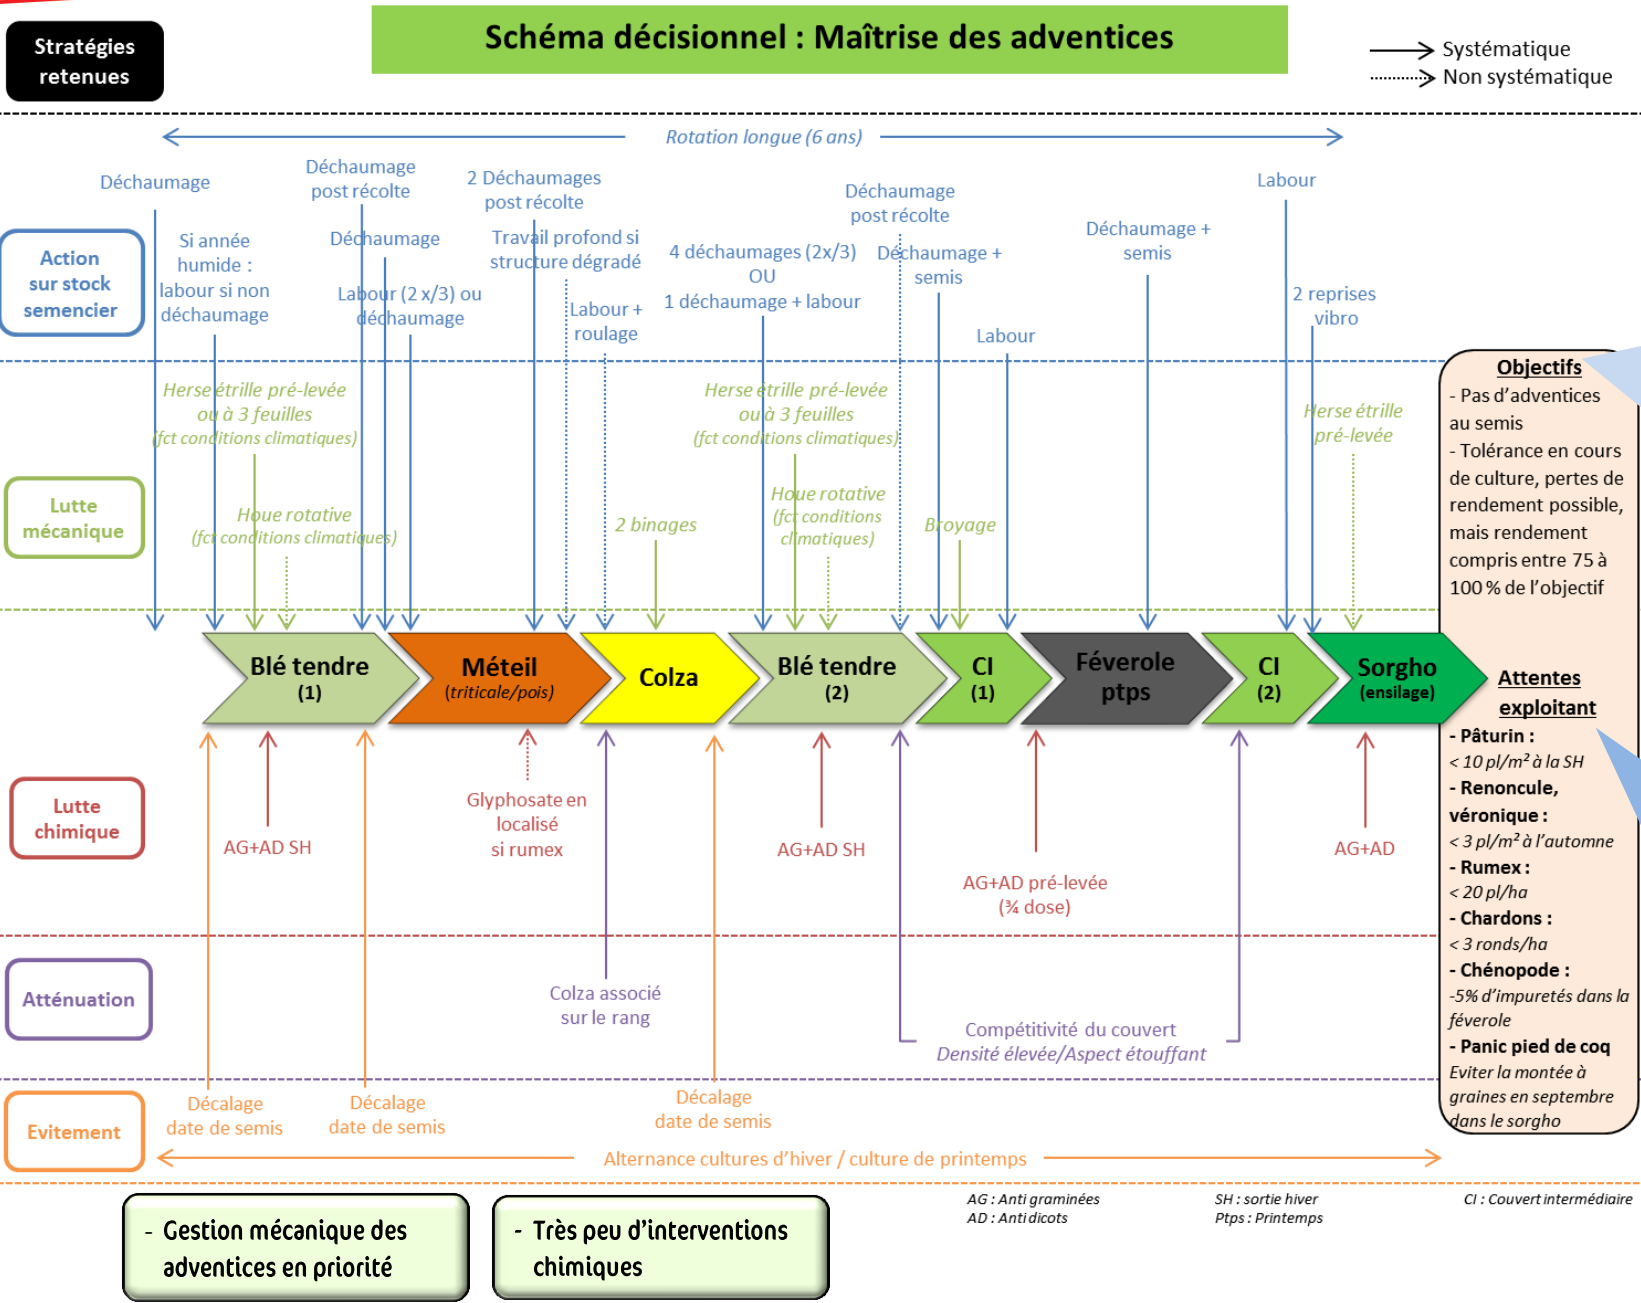 Stratégies
retenues
Schéma décisionnel : Maîtrise des adventices
Systématique
Non systématique
Rotation longue (6 ans)
Action
sur stock
semencier
Déchaumage
Si année
humide :
labour si non
déchaumage
Déchaumage
post récolte
Déchaumage
Labour (2 x/3) ou
déchaumage
2 Déchaumages
post récolte
Travail profond si
structure dégradé
Labour +
roulage
4 déchaumages (2x/3)
OU
1 déchaumage + labour
Déchaumage
post récolte
Déchaumage +
semis
Labour
Déchaumage +
semis
Labour
2 reprises
vibro
Lutte
mécanique
Herse étrille pré-levée
ou à 3 feuilles
(fct conditions climatiques)
Houe rotative
(fct conditions climatiques)
2 binages
Herse étrille pré-levée
ou à 3 feuilles
(fct conditions climatiques)
Houe rotative
(fct conditions
climatiques)
Broyage
Herse étrille
pré-levée
Blé tendre
(1)
Méteil
(triticale/pois)
Colza
Blé tendre
(2)
CI
(1)
Féverole
ptps
CI
(2)
Sorgho
(ensilage)
Lutte
chimique
AG+AD SH
Glyphosate en
localisé
si rumex
AG+AD SH
AG+AD pré-levée
(¾ dose)
AG+AD
Atténuation
Colza associé
sur le rang
Compétitivité du couvert
Densité élevée/Aspect étouffant
Evitement
Décalage
date de semis
Décalage
date de semis
Décalage
date de semis
Alternance cultures d'hiver / culture de printemps
Objectifs
- Pas d'adventices
au semis
- Tolérance en cours
de culture, pertes de
rendement possible,
mais rendement
compris entre 75 à
100 % de l'objectif
Attentes
exploitant
- Pâturin :
< 10 pl/m² à la SH
- Renoncule,
véronique :
< 3 pl/m² à l'automne
- Rumex :
< 20 pl/ha
- Chardons :
< 3 ronds/ha
- Chénopode :
-5% d'impuretés dans la
féverole
- Panic pied de coq
Eviter la montée à
graines en septembre
dans le sorgho
AG : Anti graminées
AD : Anti dicots
SH : sortie hiver
Ptps : Printemps
CI : Couvert intermédiaire
- Gestion mécanique des
adventices en priorité
- Très peu d'interventions
chimiques